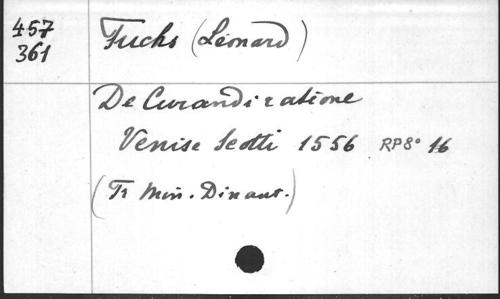 457
361
Fuchs (Léonard)
De Curandi ratione
Venise Scotti 1556 RP8° 16
(Fr Min. Dinant.)